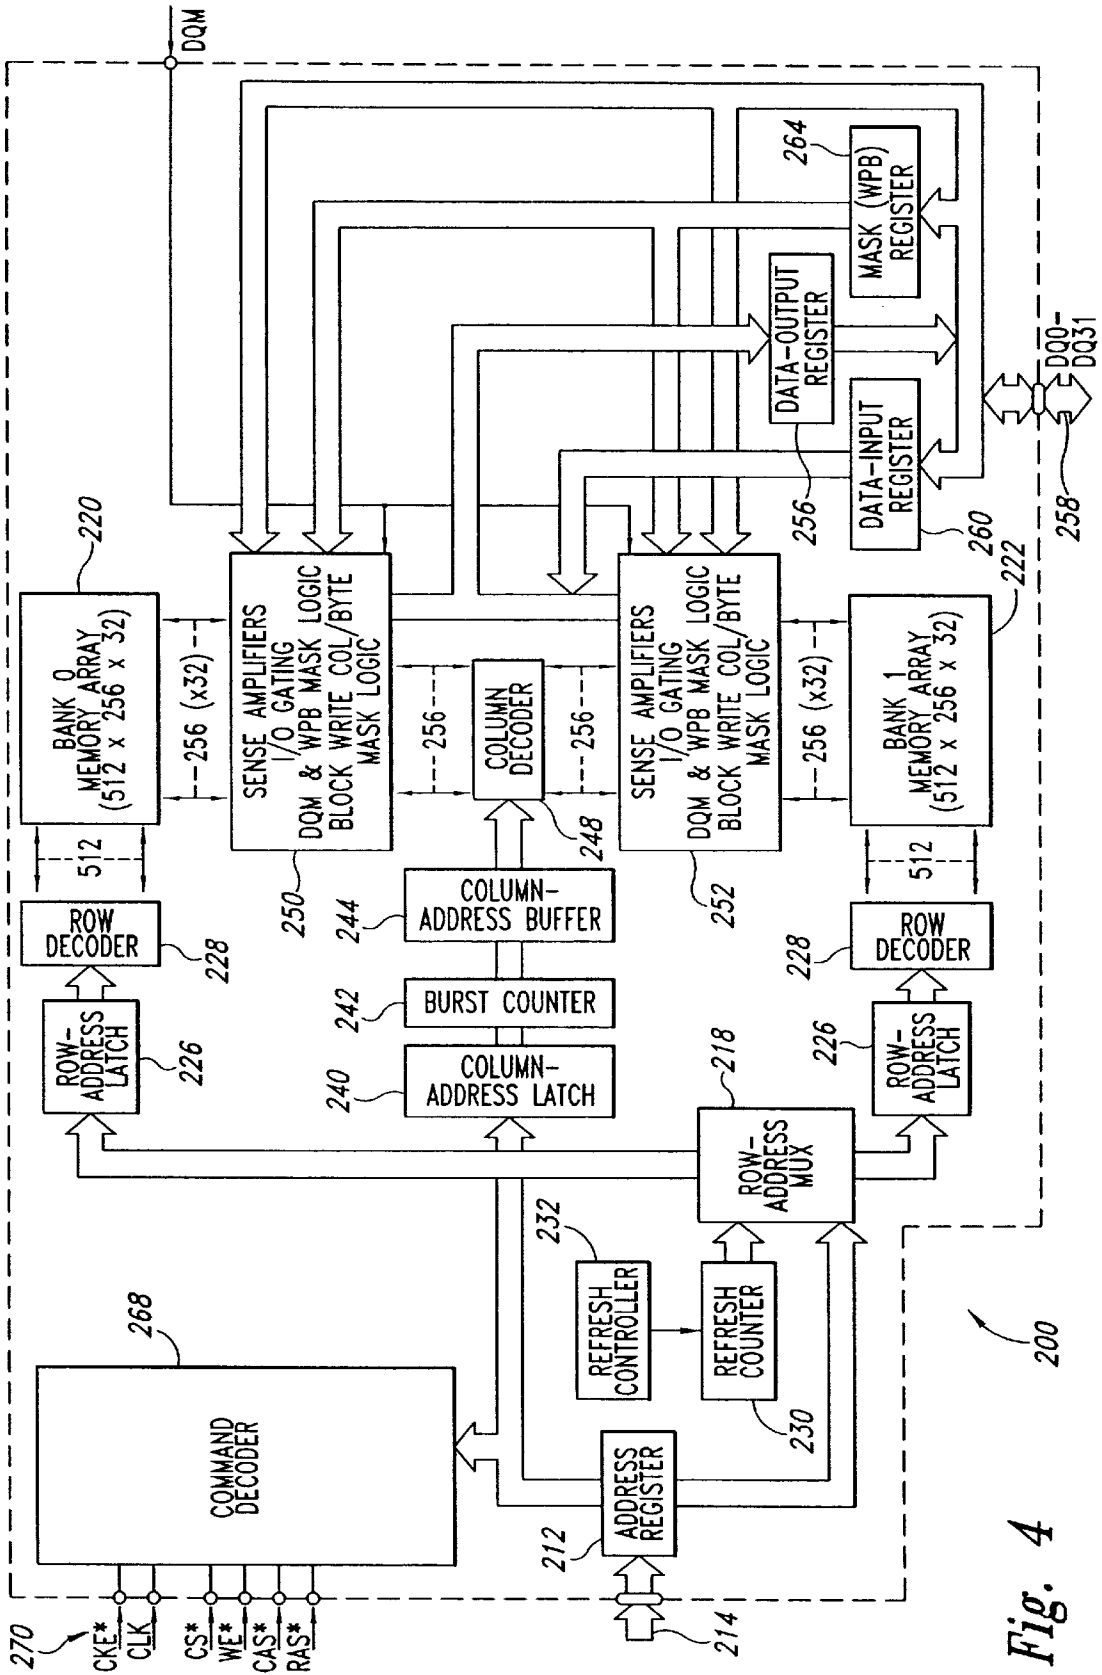 270
CKE*
CLK
CS*
WE*
CAS*
RAS*
COMMAND
DECODER
268
ROW-
ADDRESS
LATCH
226
ROW
DECODER
228
512
BANK 0
MEMORY ARRAY
(512 x 256 x 32)
220
256 (x32)
SENSE AMPLIFIERS
I/O GATING
DQM & WPB MASK LOGIC
BLOCK WRITE COL/BYTE
MASK LOGIC
250
DQM
256
COLUMN-
ADDRESS LATCH
240
BURST COUNTER
242
COLUMN-
ADDRESS BUFFER
244
COLUMN
DECODER
248
256
214
ADDRESS
REGISTER
212
REFRESH
CONTROLLER
232
REFRESH
COUNTER
230
ROW-
ADDRESS
MUX
218
SENSE AMPLIFIERS
I/O GATING
DQM & WPB MASK LOGIC
BLOCK WRITE COL/BYTE
MASK LOGIC
252
256 (x32)
ROW-
ADDRESS
LATCH
226
ROW
DECODER
228
512
BANK 1
MEMORY ARRAY
(512 x 256 x 32)
222
DATA-INPUT
REGISTER
260
DATA-OUTPUT
REGISTER
256
MASK (WPB)
REGISTER
264
DQ0-
DQ31
258
200
Fig. 4